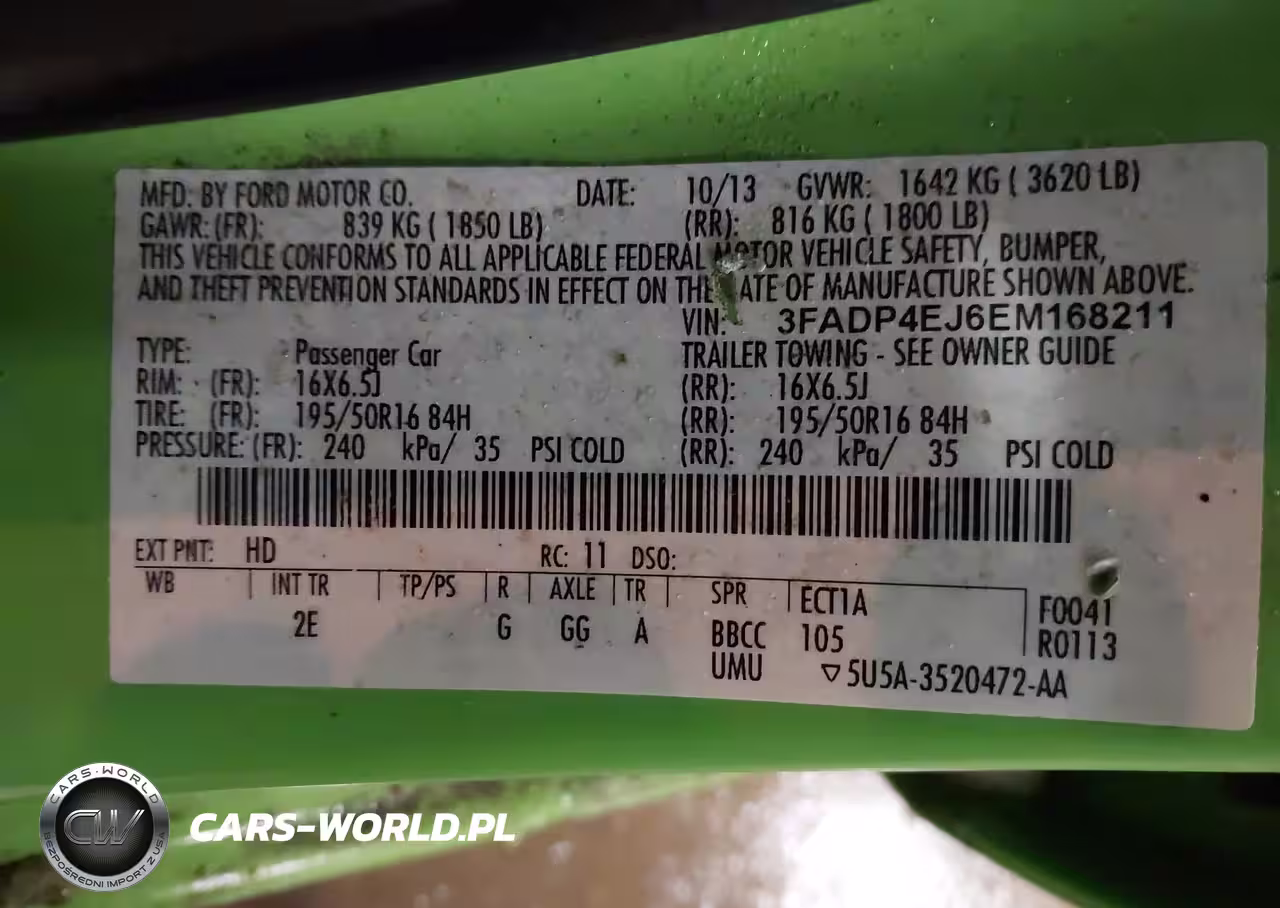 MFD. BY FORD MOTOR CO. DATE: 10/13 GVWR: 1642 KG ( 3620 LB)
GAWR: (FR): 839 KG ( 1850 LB) (RR): 816 KG ( 1800 LB)
THIS VEHICLE CONFORMS TO ALL APPLICABLE FEDERAL MOTOR VEHICLE SAFETY, BUMPER,
AND THEFT PREVENTION STANDARDS IN EFFECT ON THE DATE OF MANUFACTURE SHOWN ABOVE.
VIN: 3FADP4EJ6EM168211
TYPE: Passenger Car TRAILER TOWING - SEE OWNER GUIDE
RIM: (FR): 16X6.5J (RR): 16X6.5J
TIRE: (FR): 195/50R16 84H (RR): 195/50R16 84H
PRESSURE: (FR): 240 kPa/ 35 PSI COLD (RR): 240 kPa/ 35 PSI COLD
EXT PNT: HD RC: 11 DSO:
WB INT TR TP/PS R AXLE TR SPR ECT1A F0041
2E G GG A BBCC 105 R0113
UMU ▽5U5A-3520472-AA
CARS-WORLD
CW
BEZPOŚREDNI IMPORT Z USA
CARS-WORLD.PL